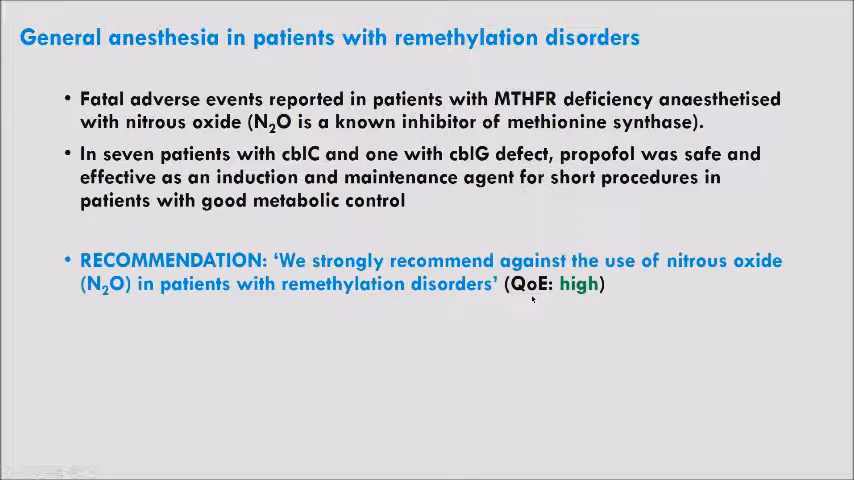 General anesthesia in patients with remethylation disorders
• Fatal adverse events reported in patients with MTHFR deficiency anaesthetised
with nitrous oxide (N₂O is a known inhibitor of methionine synthase).
• In seven patients with cblC and one with cblG defect, propofol was safe and
effective as an induction and maintenance agent for short procedures in
patients with good metabolic control
• RECOMMENDATION: ‘We strongly recommend against the use of nitrous oxide
(N₂O) in patients with remethylation disorders’ (QoE: high)